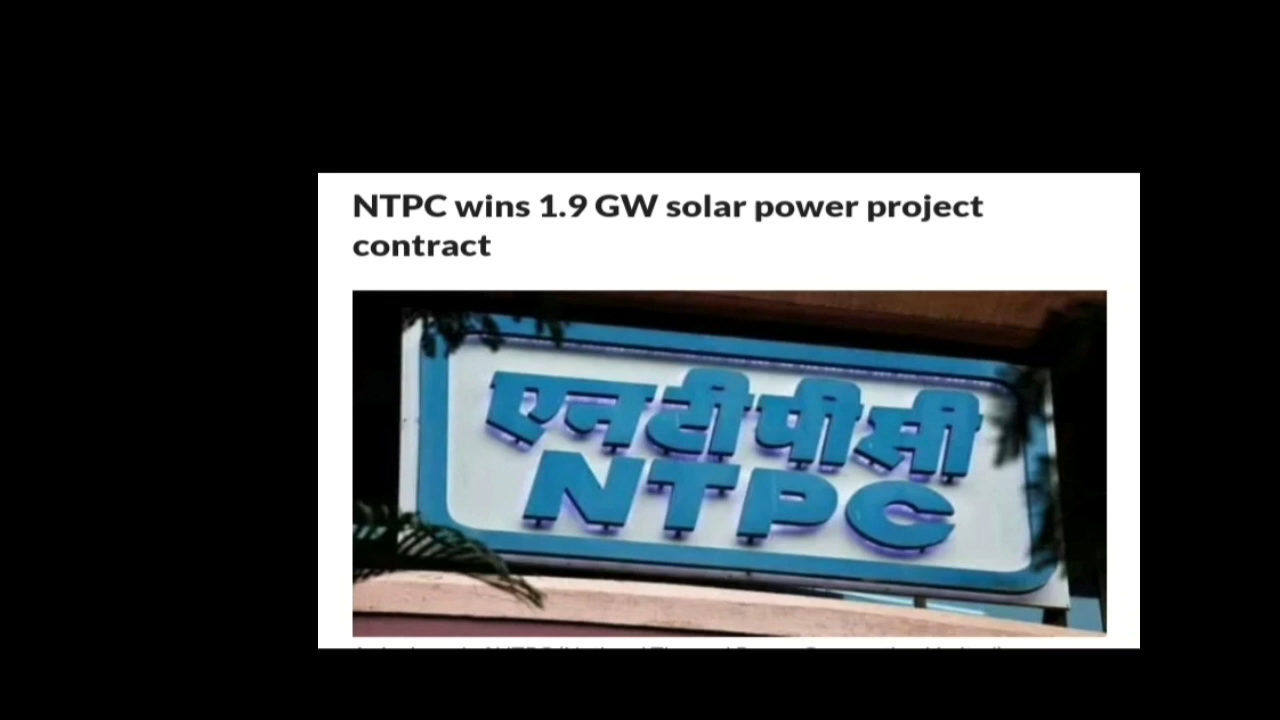 NTPC wins 1.9 GW solar power project
contract
एनटीपीसी
NTPC